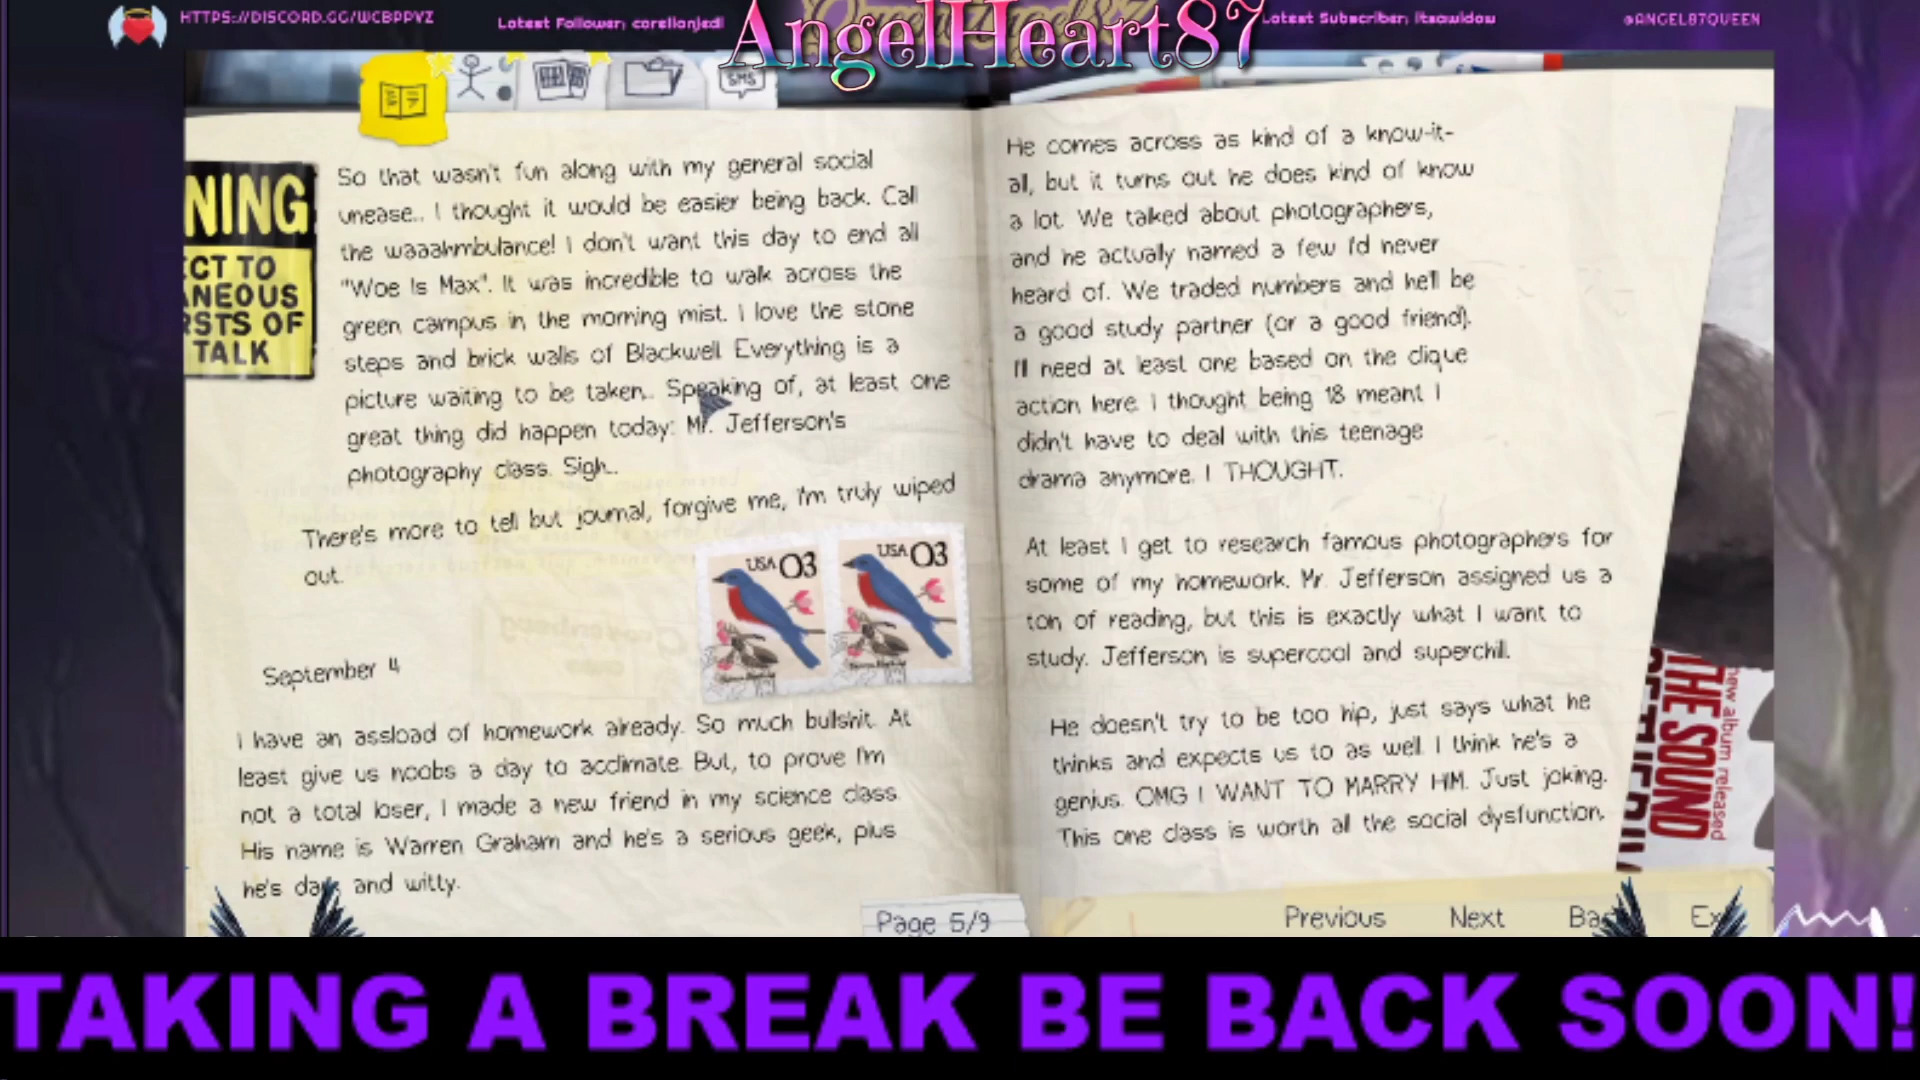 HTTPS://DISCORD.GG/WCBPPVZ
Latest Follower: corellonjedi
AngelHeart87
Latest Subscriber: itsawidow
@ANGEL87QUEEN
SMS
NING
CT TO
ANEOUS
RSTS OF
TALK
So that wasn't fun along with my general social
unease.. I thought it would be easier being back. Call
the waaahmbulance! I don't want this day to end all
"Woe Is Max". It was incredible to walk across the
green campus in the morning mist. I love the stone
steps and brick walls of Blackwell. Everything is a
picture waiting to be taken... Speaking of, at least one
great thing did happen today: Mr. Jefferson's
photography class. Sigh...
There's more to tell but journal, forgive me, I'm truly wiped
out.
USA 03
USA 03
September 4
I have an assload of homework already. So much bullshit. At
least give us noobs a day to acclimate. But, to prove I'm
not a total loser, I made a new friend in my science class.
His name is Warren Graham and he's a serious geek, plus
he's and witty.
Page 5/9
He comes across as kind of a know-it-
all, but it turns out he does kind of know
a lot. We talked about photographers,
and he actually named a few I'd never
heard of. We traded numbers and he'll be
a good study partner (or a good friend).
I'll need at least one based on the clique
action here. I thought being 18 meant I
didn't have to deal with this teenage
drama anymore. I THOUGHT.
At least I get to research famous photographers for
some of my homework. Mr. Jefferson assigned us a
ton of reading, but this is exactly what I want to
study. Jefferson is supercool and superchill.
He doesn't try to be too hip, just says what he
thinks and expects us to as well. I think he's a
genius. OMG I WANT TO MARRY HIM. Just joking.
This one class is worth all the social dysfunction.
new album released
THE SOUND
Previous Next
TAKING A BREAK BE BACK SOON!